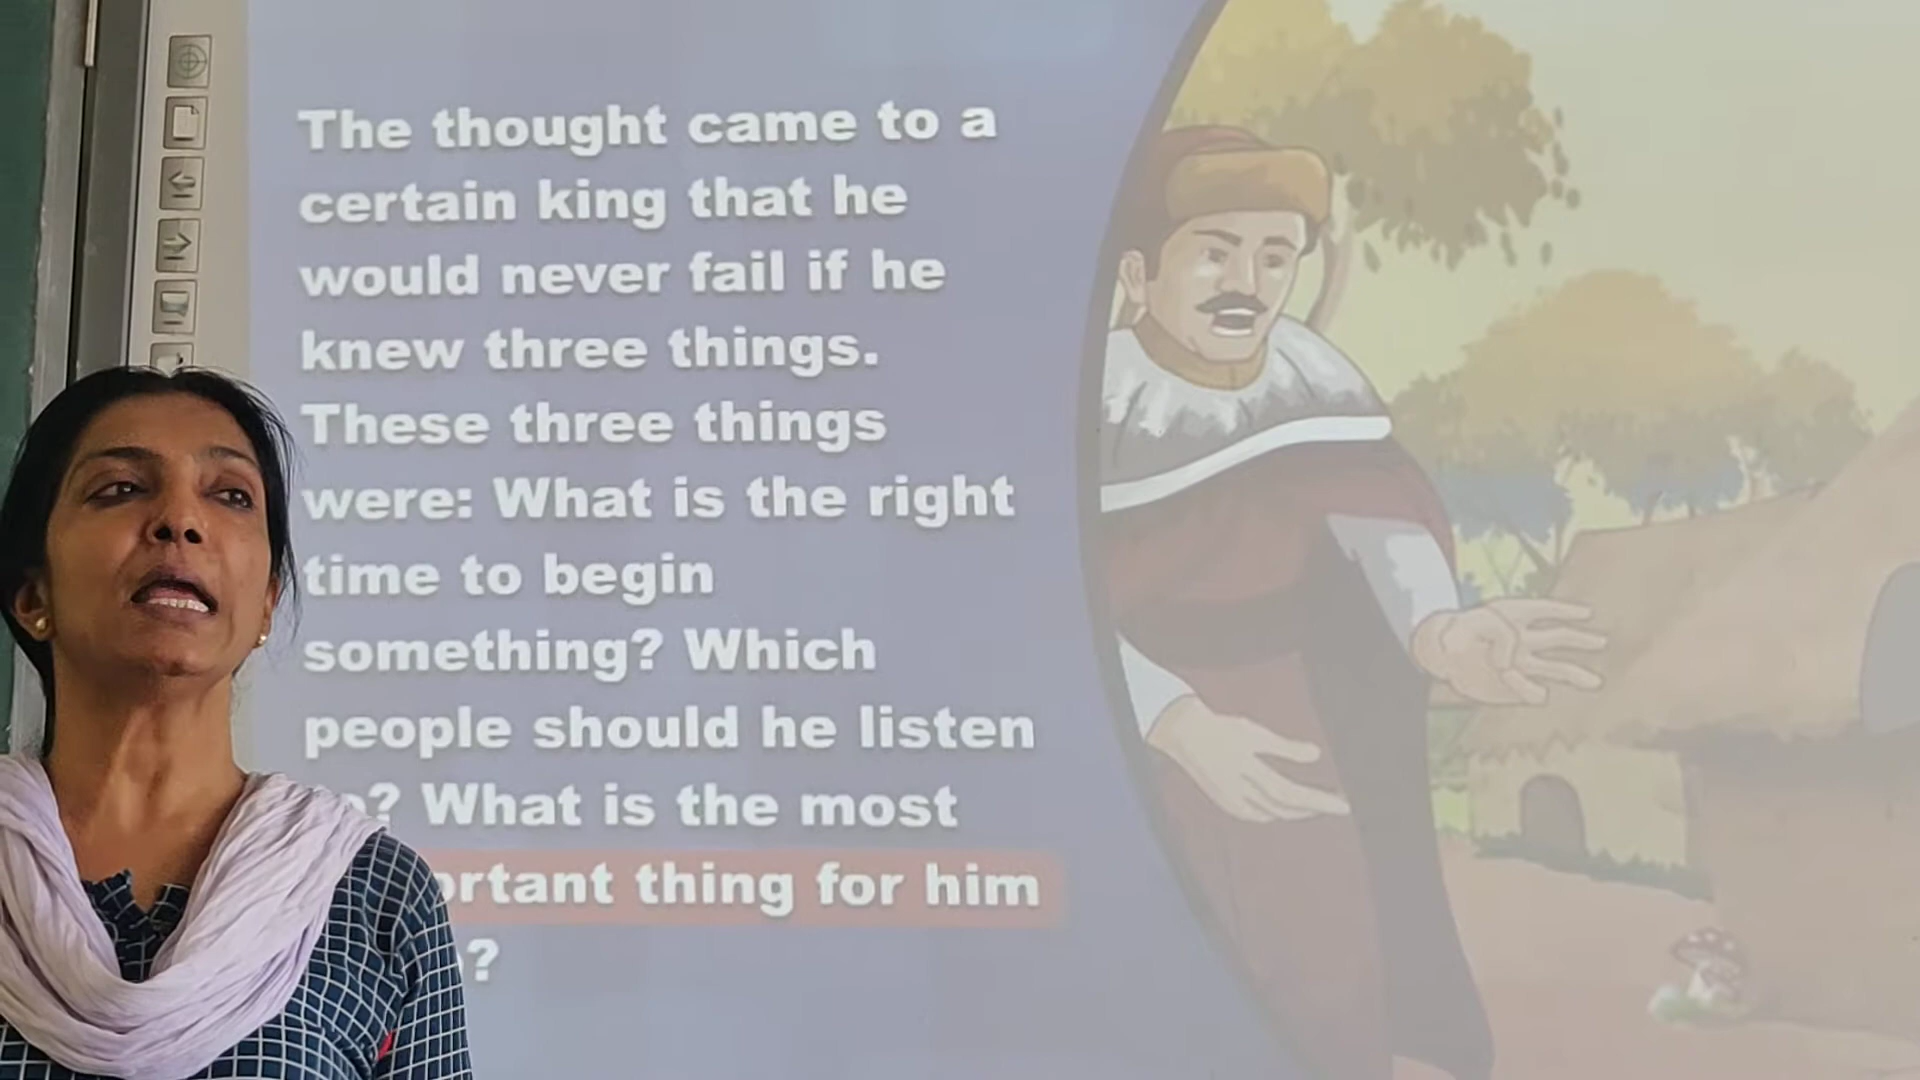 The thought came to a
certain king that he
would never fail if he
knew three things.
These three things
were: What is the right
time to begin
something? Which
people should he listen
? What is the most
thing for him
?